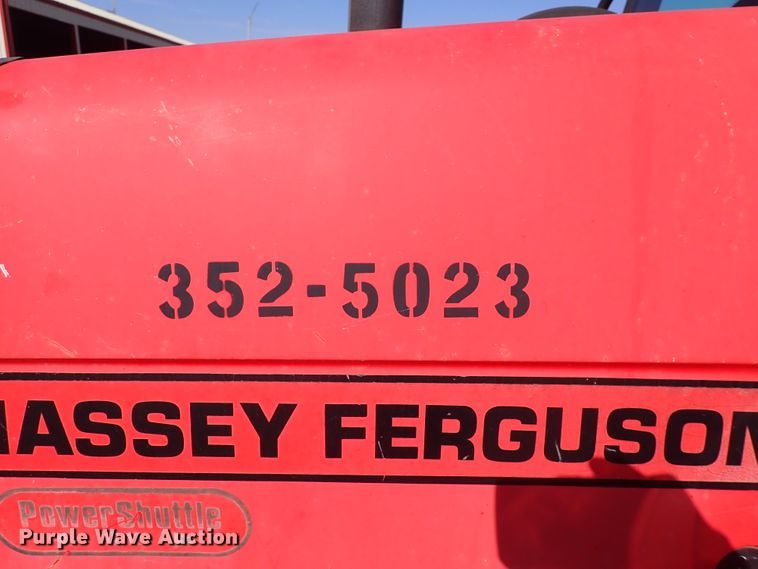 352-5023
MASSEY FERGUSON
PowerShuttle
Purple Wave Auction